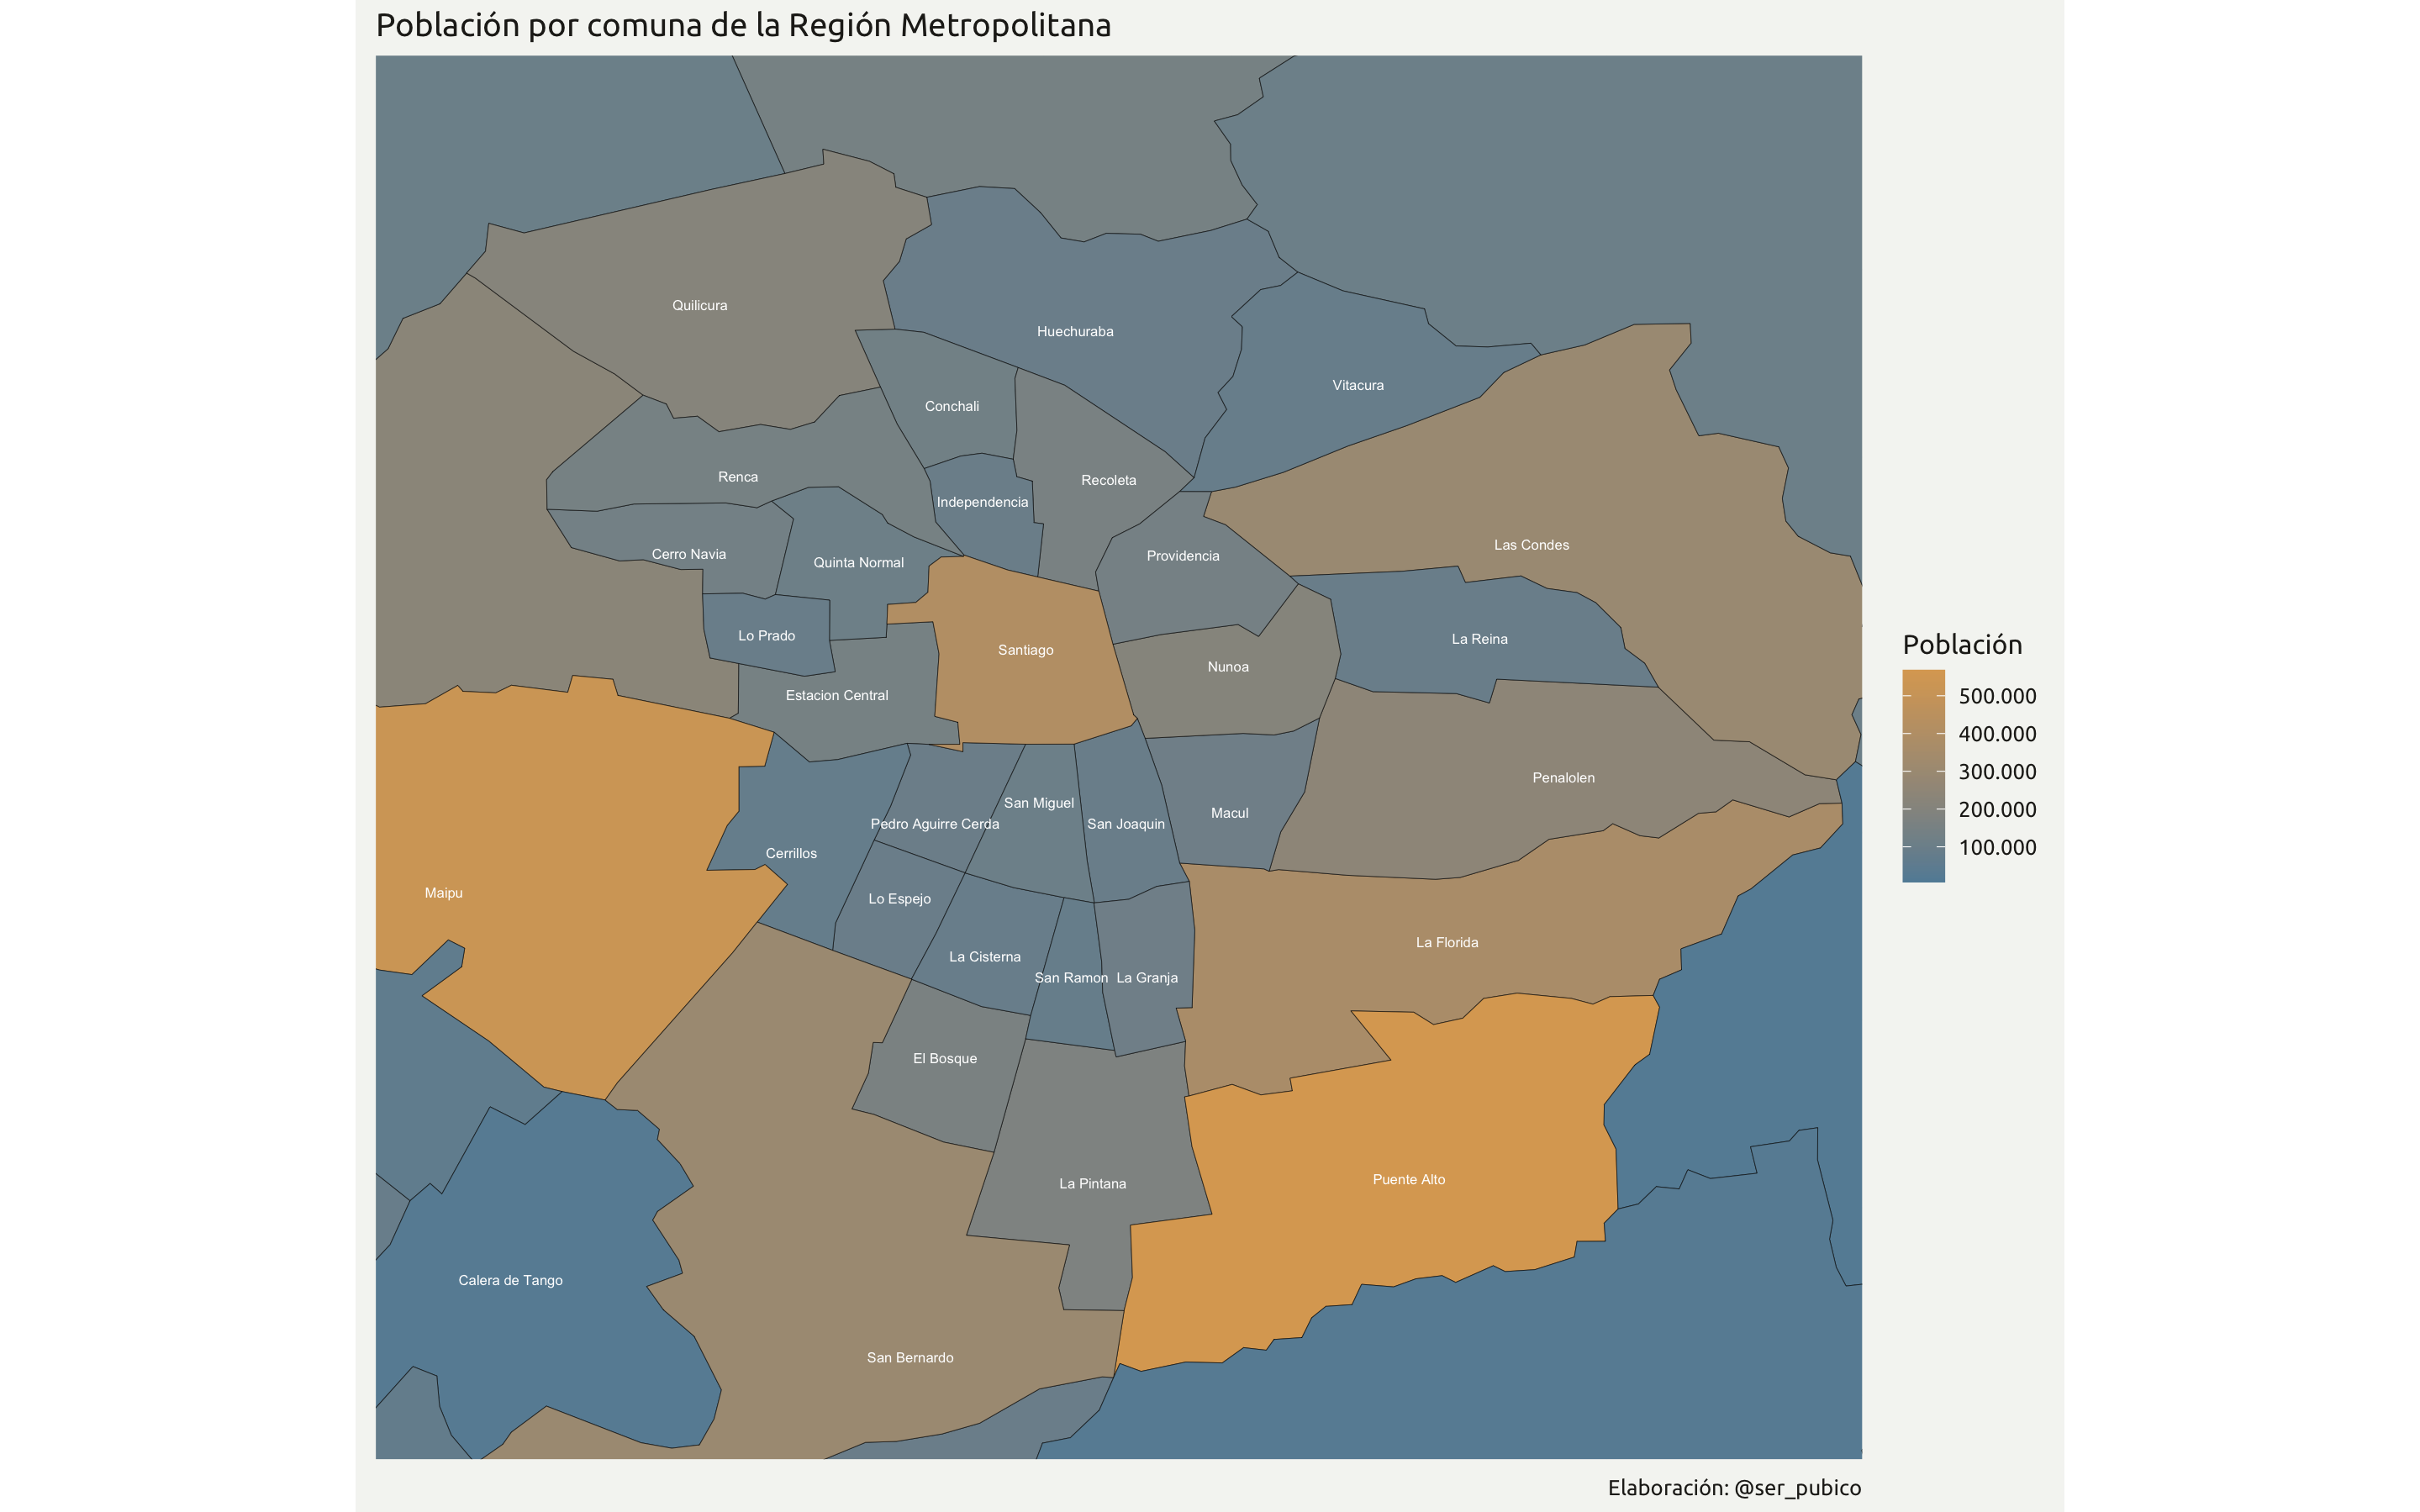 Población por comuna de la Región Metropolitana
Quilicura
Huechuraba
Vitacura
Conchali
Renca
Recoleta
Independencia
Las Condes
Cerro Navia
Providencia
Quinta Normal
Lo Prado
La Reina
Santiago
Nunoa
Estacion Central
Penalolen
San Miguel
Macul
Pedro Aguirre Cerda
San Joaquin
Cerrillos
Maipu
Lo Espejo
La Florida
La Cisterna
San Ramon
La Granja
El Bosque
Puente Alto
La Pintana
Calera de Tango
San Bernardo
Población
500.000
400.000
300.000
200.000
100.000
Elaboración: @ser_pubico